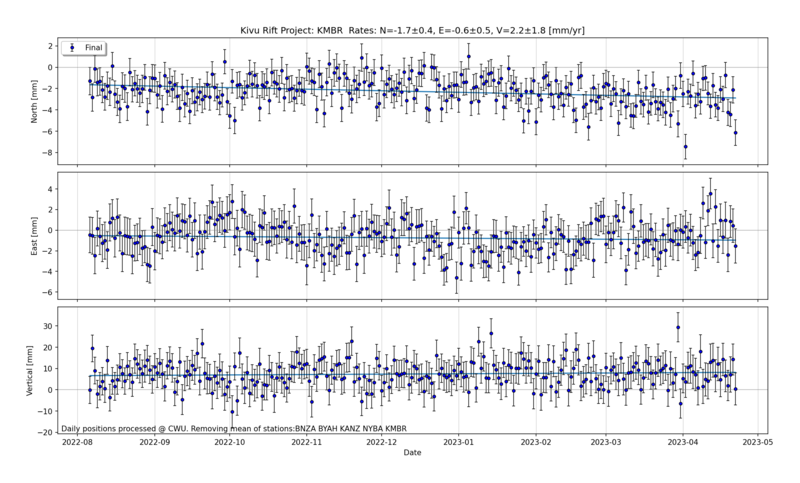 Kivu Rift Project: KMBR  Rates: N=-1.7±0.4, E=-0.6±0.5, V=2.2±1.8 [mm/yr]
Final
North [mm]
2
0
−2
−4
−6
−8
East [mm]
4
2
0
−2
−4
−6
Vertical [mm]
30
20
10
0
−10
−20
Daily positions processed @ CWU. Removing mean of stations:BNZA BYAH KANZ NYBA KMBR
2022-08 2022-09 2022-10 2022-11 2022-12 2023-01 2023-02 2023-03 2023-04 2023-05
Date